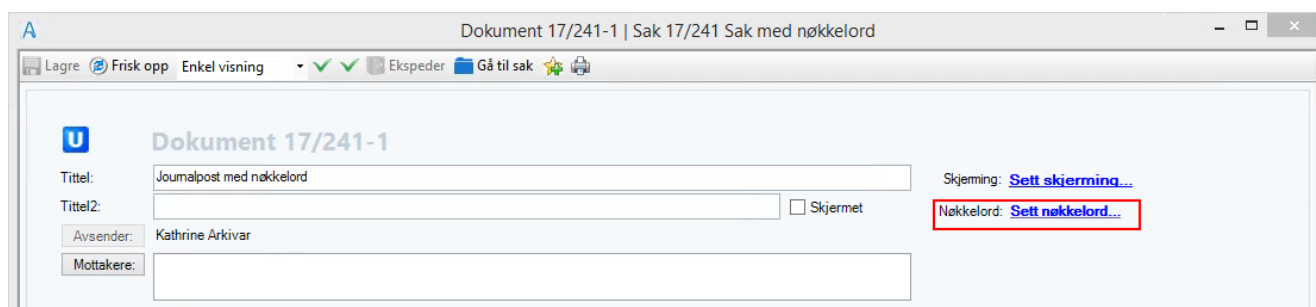 A
Dokument 17/241-1 | Sak 17/241 Sak med nøkkelord
Lagre Frisk opp Enkel visning Ekspeder Gå til sak
U Dokument 17/241-1
Tittel: Journalpost med nøkkelord Skjerming: Sett skjerming...
Tittel2: Skjermet Nøkkelord: Sett nøkkelord...
Avsender: Kathrine Arkivar
Mottakere: